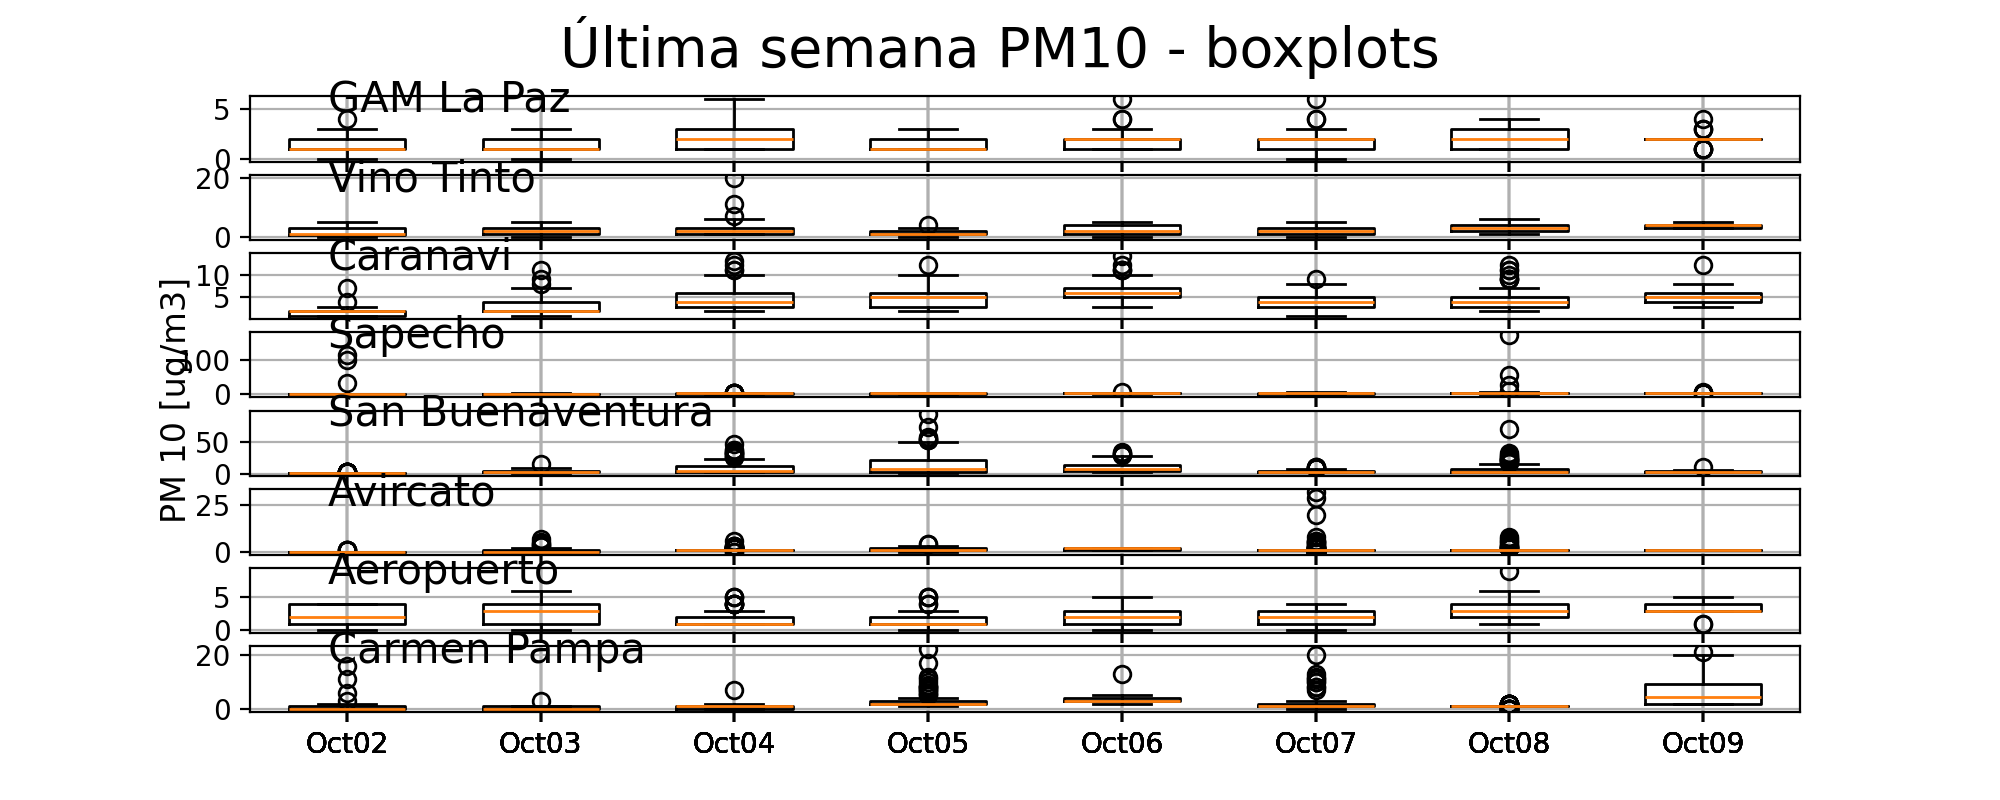 Última semana PM10 - boxplots
GAM La Paz
5
0
Vino Tinto
20
0
Caranavi
10
5
Sapecho
100
0
San Buenaventura
50
0
Avircato
25
0
Aeropuerto
5
0
Carmen Pampa
20
0
PM 10 [ug/m3]
Oct02 Oct03 Oct04 Oct05 Oct06 Oct07 Oct08 Oct09